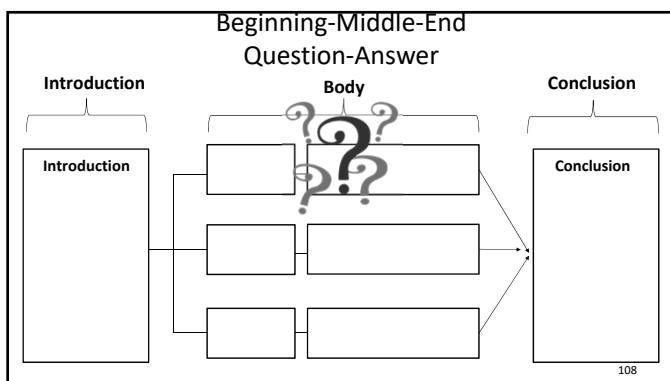 Beginning-Middle-End
Question-Answer
Introduction
Body
Conclusion
Introduction
Conclusion
? ? ? ? ?
108